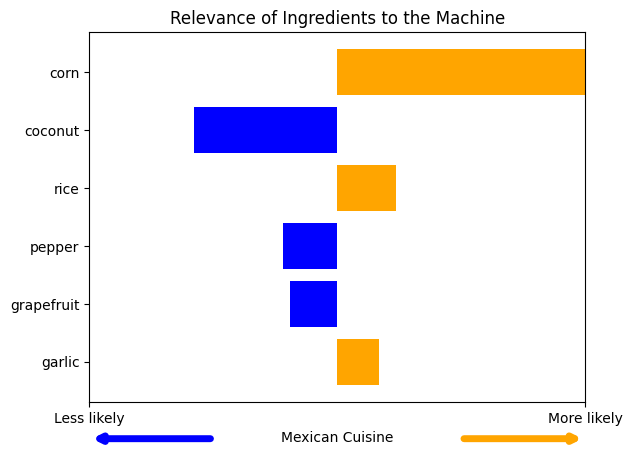 Relevance of Ingredients to the Machine
corn
coconut
rice
pepper
grapefruit
garlic
Less likely
More likely
Mexican Cuisine